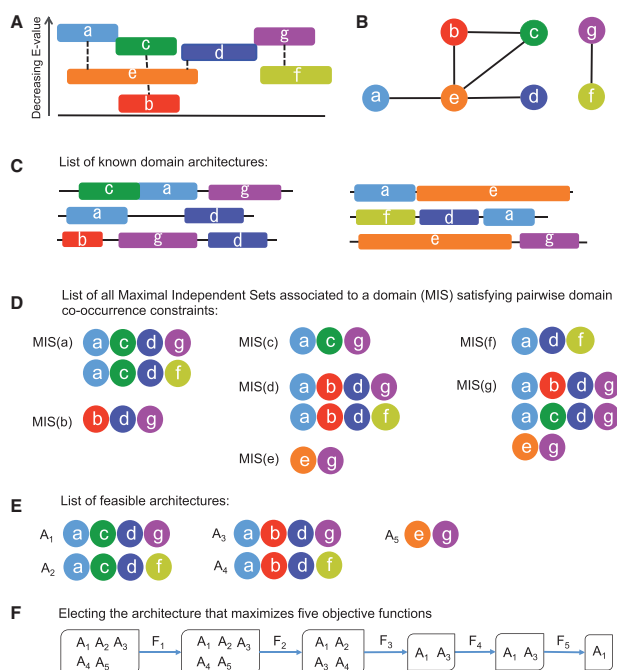 A
Decreasing E-value
a
c
g
d
e
f
b
B
b
c
g
a
e
d
f
C
List of known domain architectures:
c a g
a d
b g d
a e
f d a
e g
D
List of all Maximal Independent Sets associated to a domain (MIS) satisfying pairwise domain
co-occurrence constraints:
MIS(a) a c d g
a c d f
MIS(b) b d g
MIS(c) a c g
MIS(d) a b d g
a b d f
MIS(e) e g
MIS(f) a d f
MIS(g) a b d g
a c d g
e g
E
List of feasible architectures:
A1 a c d g
A2 a c d f
A3 a b d g
A4 a b d f
A5 e g
F
Electing the architecture that maximizes five objective functions
A1 A2 A3
A4 A5
F1
A1 A2 A3
A4 A5
F2
A1 A2
A3 A4
F3
A1 A3
F4
A1 A3
F5
A1